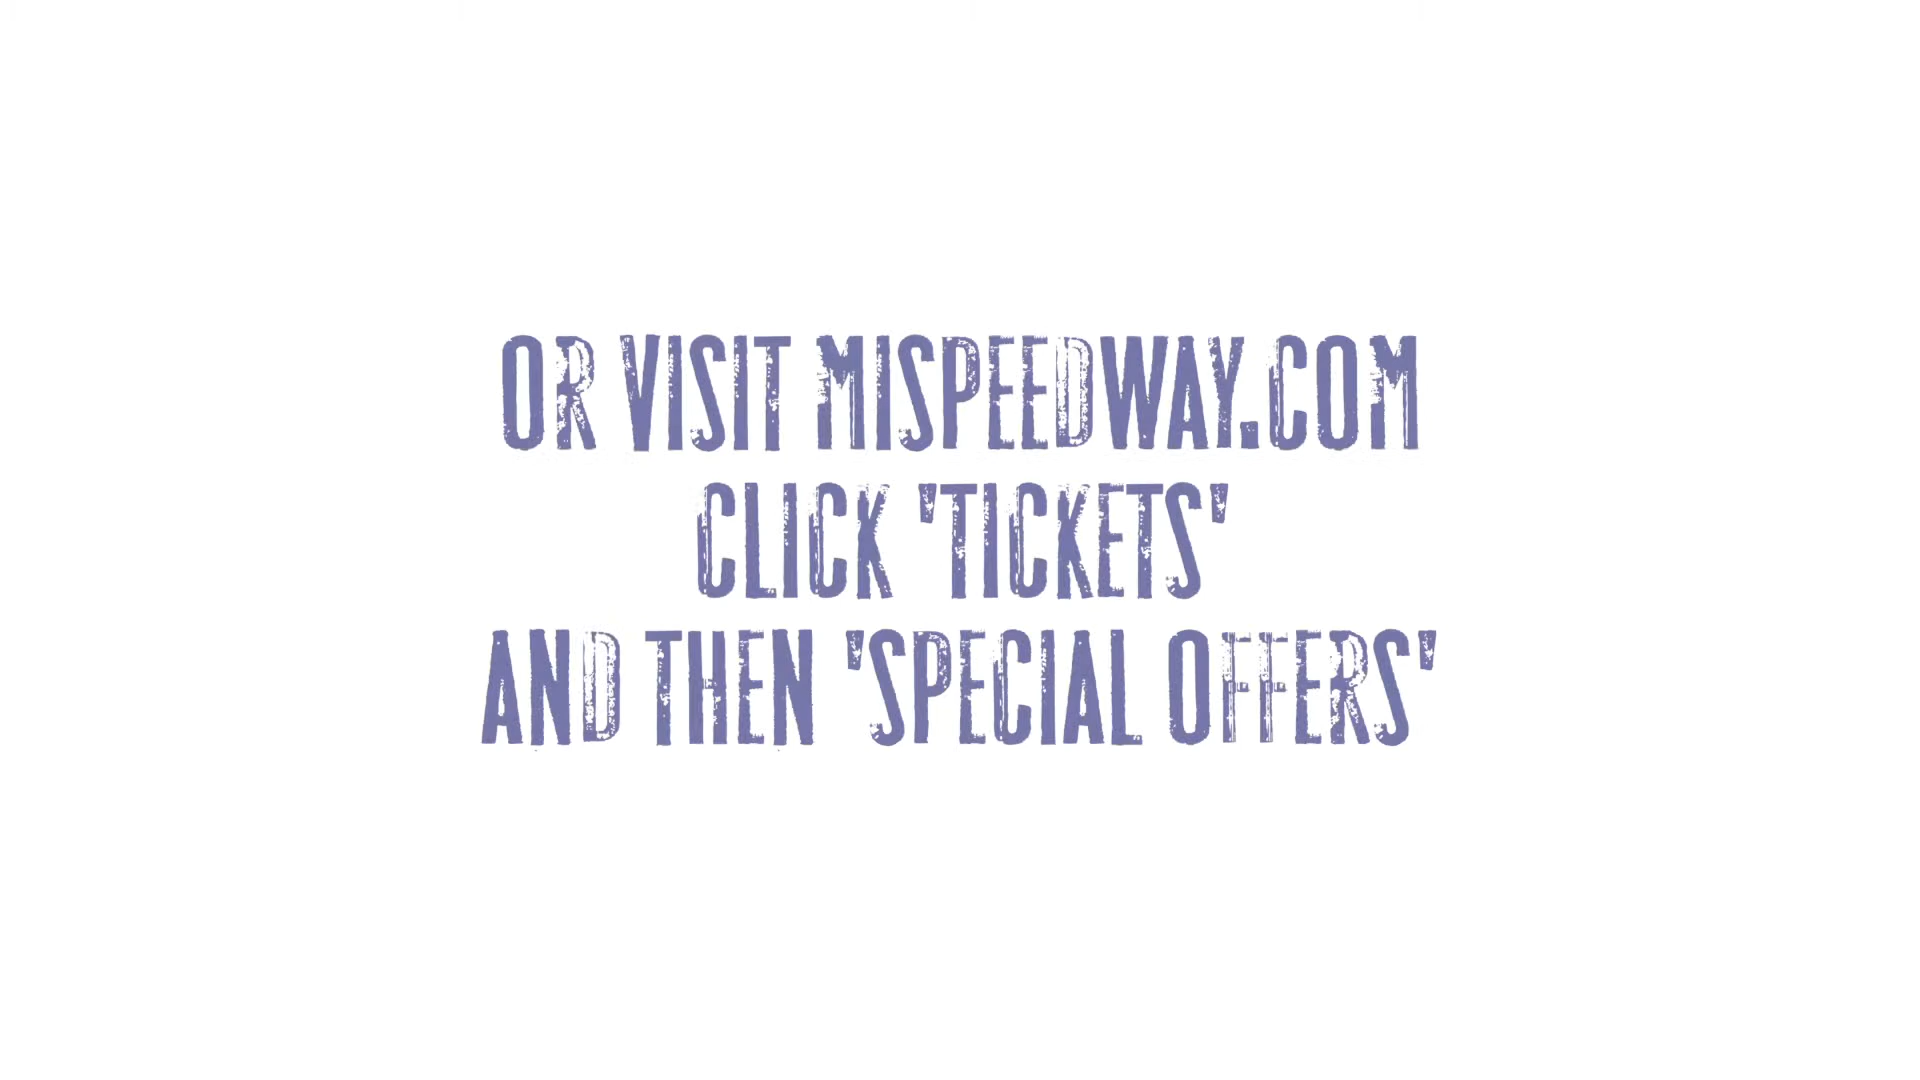 OR VISIT MISPEEDWAY.COM
CLICK 'TICKETS'
AND THEN 'SPECIAL OFFERS'